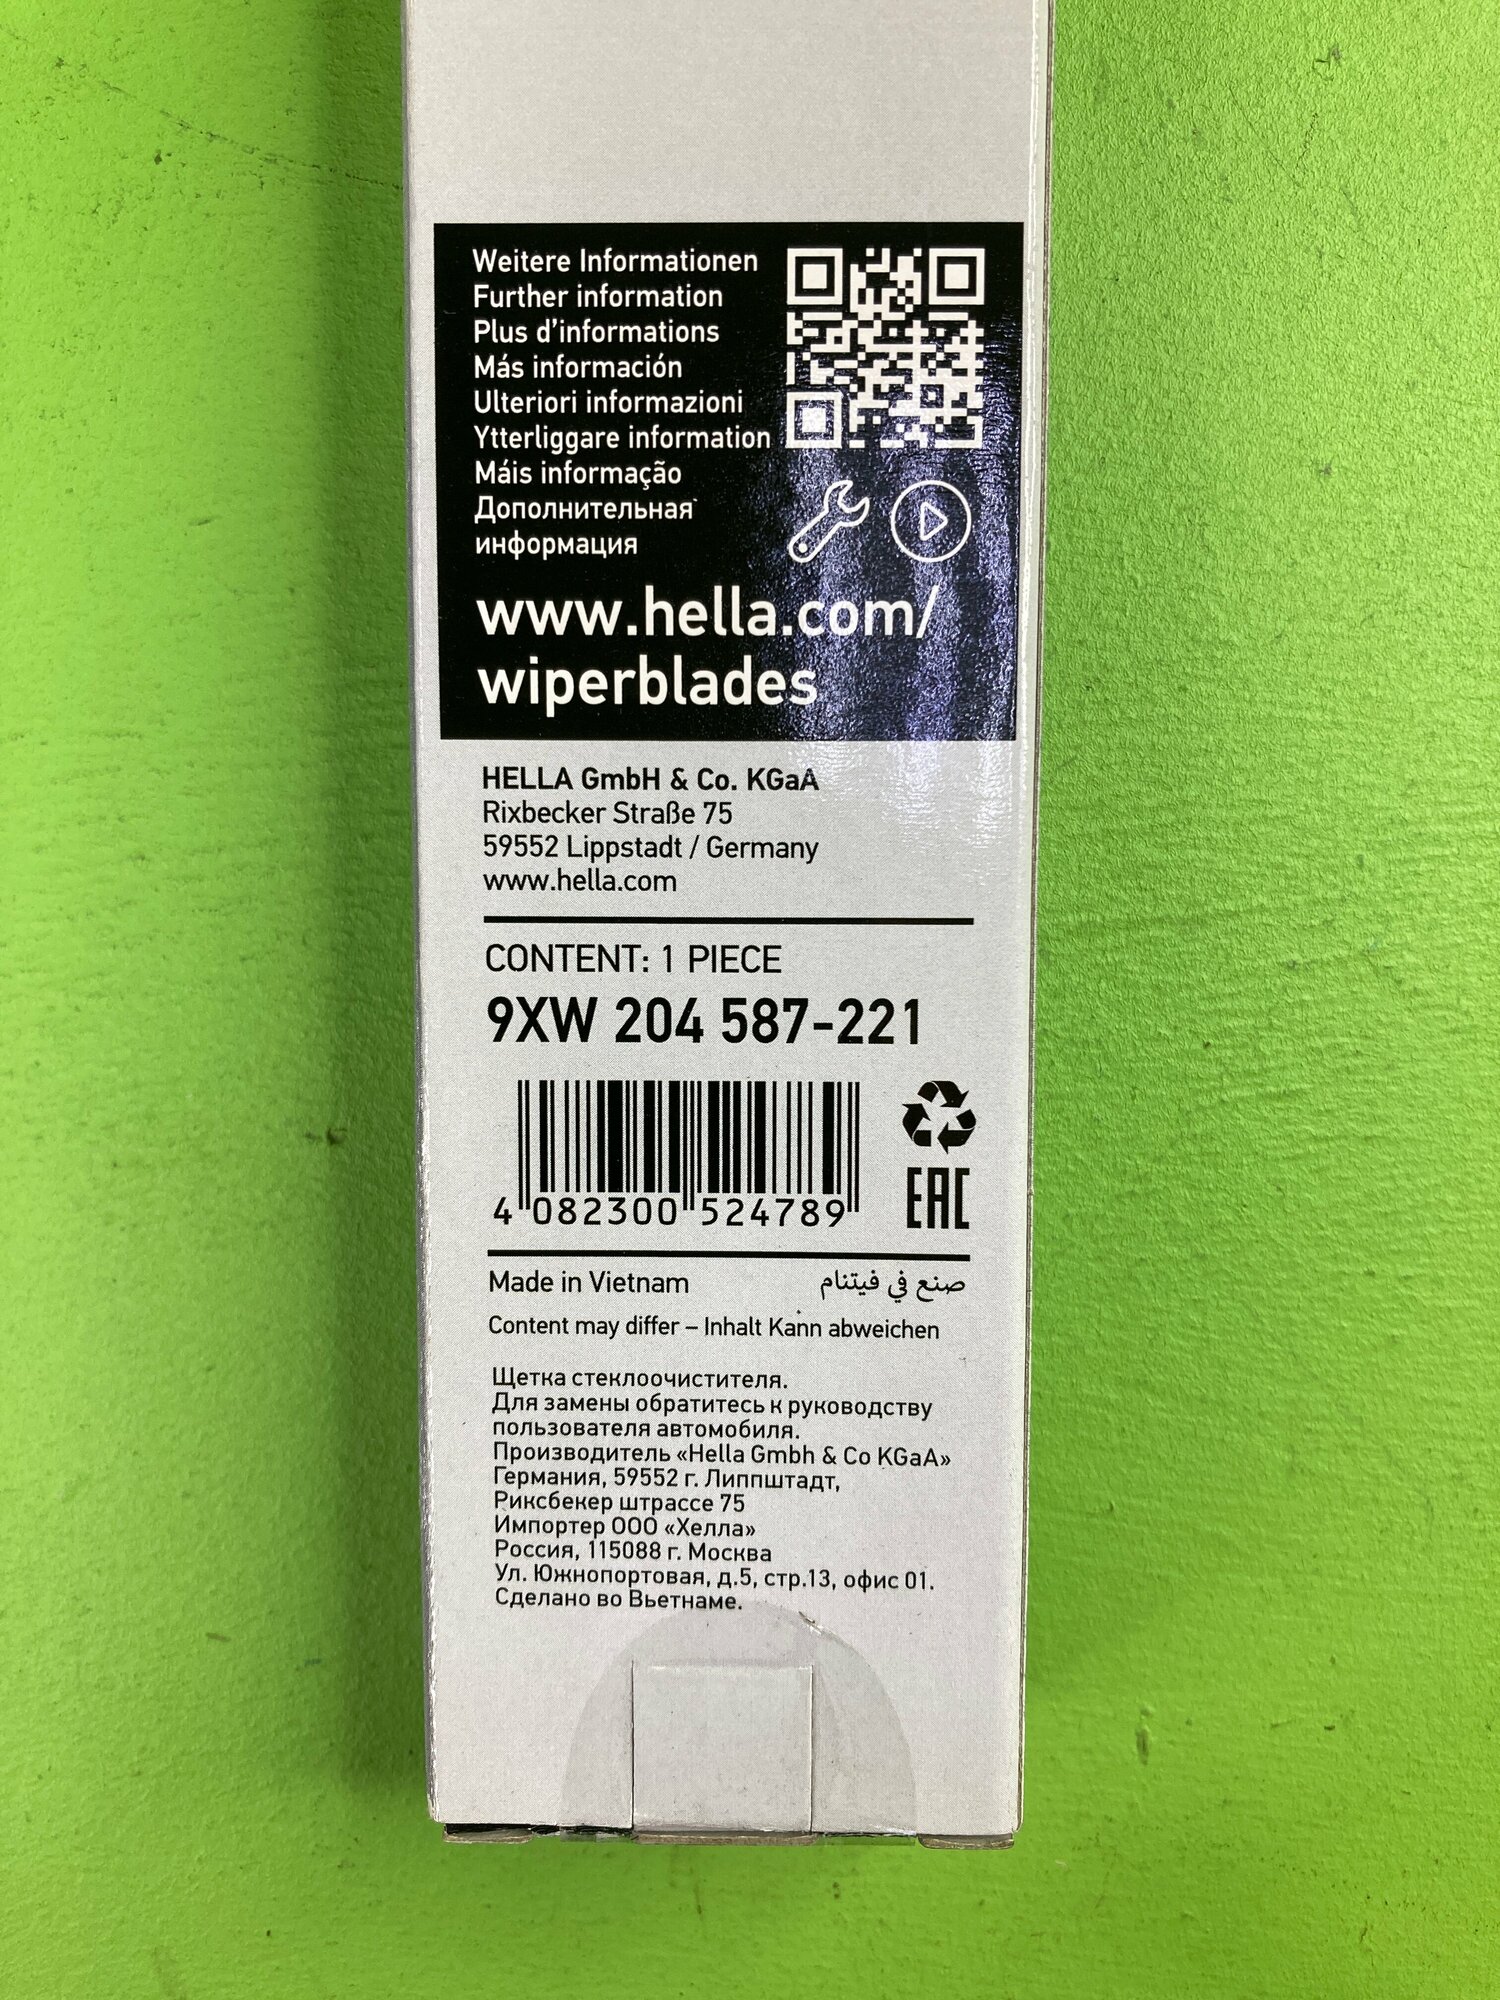 Weitere Informationen
Further information
Plus d’informations
Más información
Ulteriori informazioni
Ytterliggare information
Máis informação
Дополнительная
информация
www.hella.com/
wiperblades
HELLA GmbH & Co. KGaA
Rixbecker Straße 75
59552 Lippstadt / Germany
www.hella.com
CONTENT: 1 PIECE
9XW 204 587-221
4 082300 524789
EAC
Made in Vietnam صنع في فيتنام
Content may differ – Inhalt Kann abweichen
Щетка стеклоочистителя.
Для замены обратитесь к руководству
пользователя автомобиля.
Производитель «Hella Gmbh & Co KGaA»
Германия, 59552 г. Липпштадт,
Риксбекер штрассе 75
Импортер ООО «Хелла»
Россия, 115088 г. Москва
Ул. Южнопортовая, д.5, стр.13, офис 01.
Сделано во Вьетнаме.